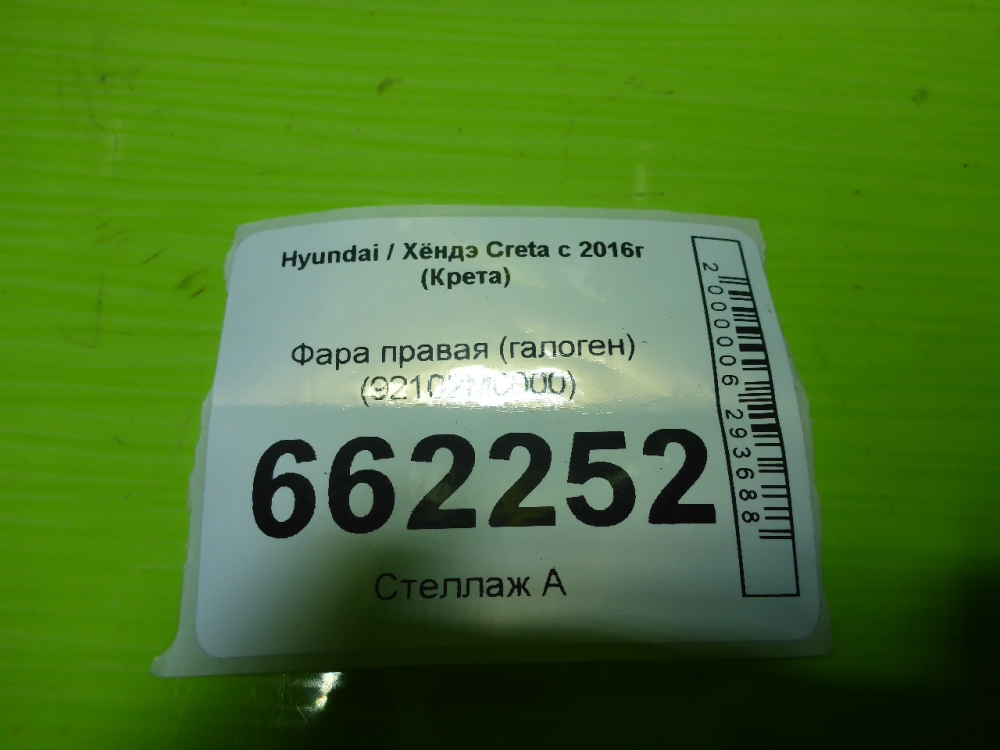 Hyundai / Хёндэ Creta с 2016г
(Крета)
Фара правая (галоген)
662252
Стеллаж А
2000006293688